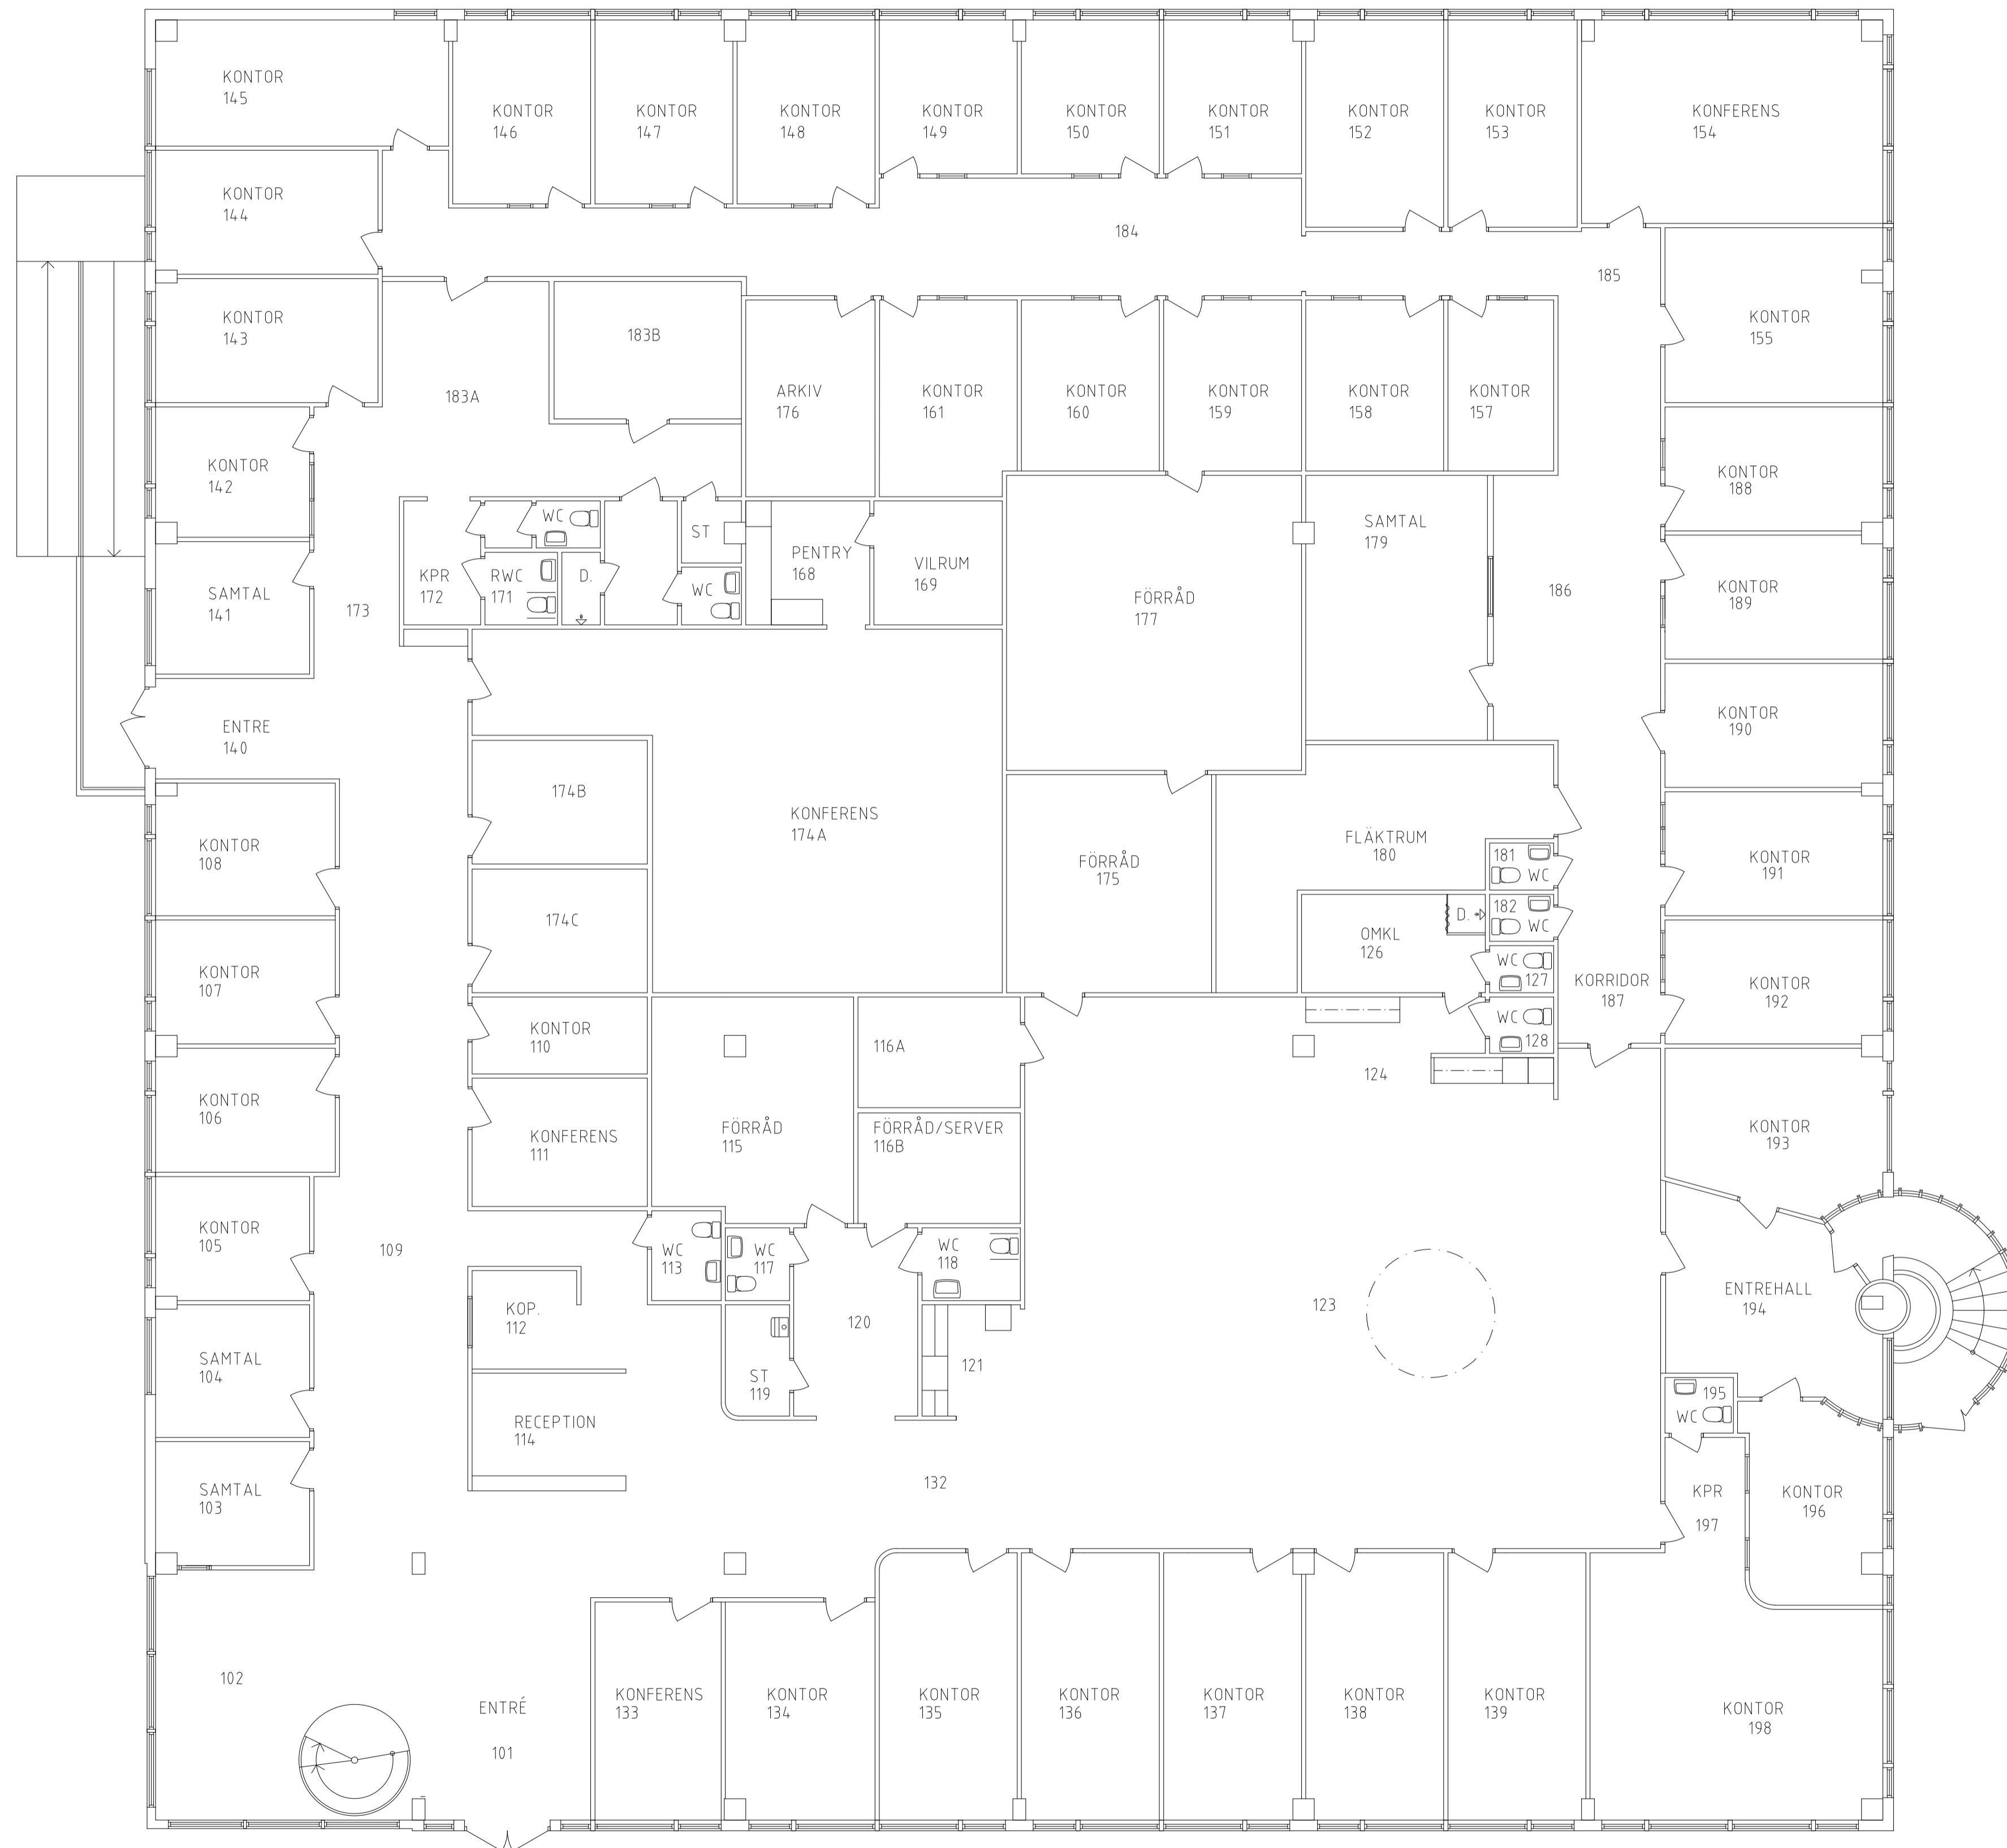 KONTOR
145
KONTOR
146
KONTOR
147
KONTOR
148
KONTOR
149
KONTOR
150
KONTOR
151
KONTOR
152
KONTOR
153
KONFERENS
154
KONTOR
144
184
185
KONTOR
143
183B
KONTOR
155
183A
ARKIV
176
KONTOR
161
KONTOR
160
KONTOR
159
KONTOR
158
KONTOR
157
KONTOR
142
KONTOR
188
WC
ST
PENTRY
168
VILRUM
169
SAMTAL
179
KPR
172
RWC
171
D.
WC
FÖRRÅD
177
186
KONTOR
189
SAMTAL
141
173
ENTRE
140
KONTOR
190
174B
KONFERENS
174A
KONTOR
108
FÖRRÅD
175
FLÄKTRUM
180
181
WC
KONTOR
191
174C
182
WC
D.
OMKL
126
KONTOR
107
WC
127
KORRIDOR
187
KONTOR
192
KONTOR
110
116A
WC
128
124
KONTOR
106
KONFERENS
111
FÖRRÅD
115
FÖRRÅD/SERVER
116B
KONTOR
193
KONTOR
105
109
WC
113
WC
117
WC
118
ENTREHALL
194
KOP.
112
120
123
SAMTAL
104
ST
119
121
195
WC
RECEPTION
114
SAMTAL
103
132
KPR
197
KONTOR
196
102
ENTRÉ
101
KONFERENS
133
KONTOR
134
KONTOR
135
KONTOR
136
KONTOR
137
KONTOR
138
KONTOR
139
KONTOR
198